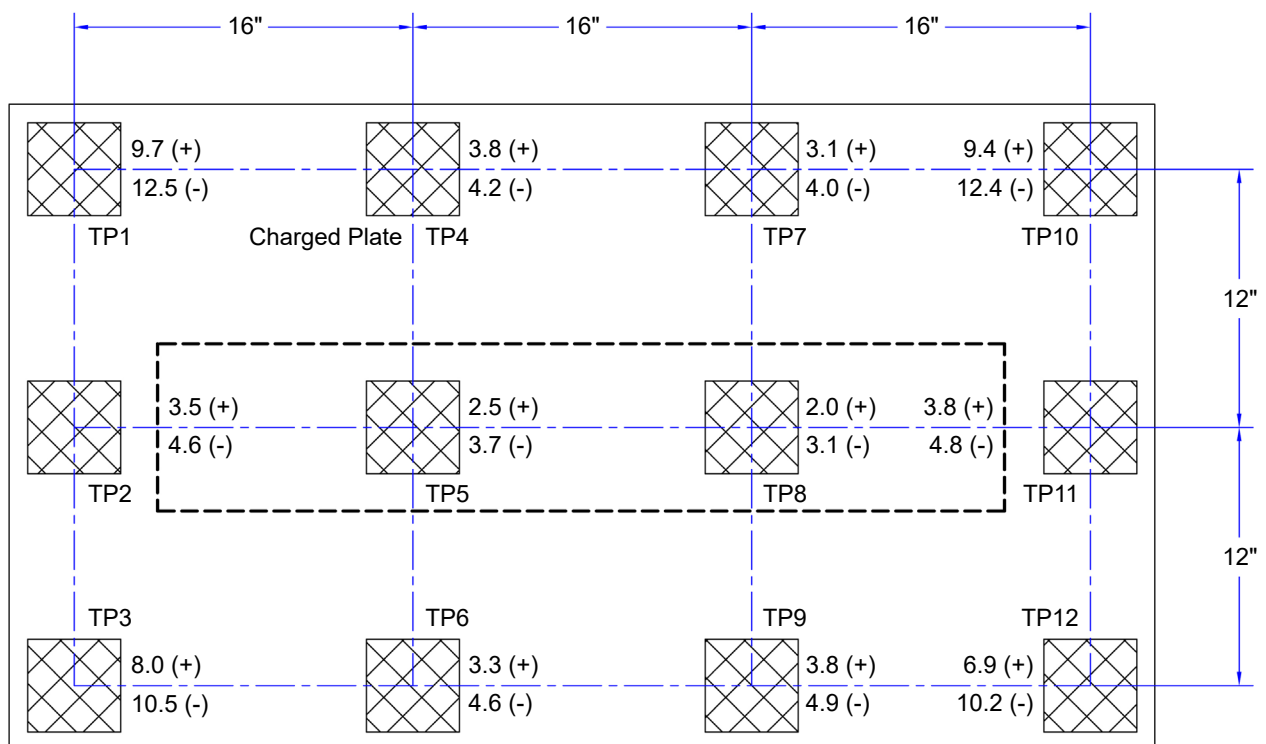 16" 16" 16"
9.7 (+) 3.8 (+) 3.1 (+) 9.4 (+)
12.5 (-) 4.2 (-) 4.0 (-) 12.4 (-)
TP1 Charged Plate TP4 TP7 TP10
12"
3.5 (+) 2.5 (+) 2.0 (+) 3.8 (+)
4.6 (-) 3.7 (-) 3.1 (-) 4.8 (-)
TP2 TP5 TP8 TP11
12"
TP3 TP6 TP9 TP12
8.0 (+) 3.3 (+) 3.8 (+) 6.9 (+)
10.5 (-) 4.6 (-) 4.9 (-) 10.2 (-)